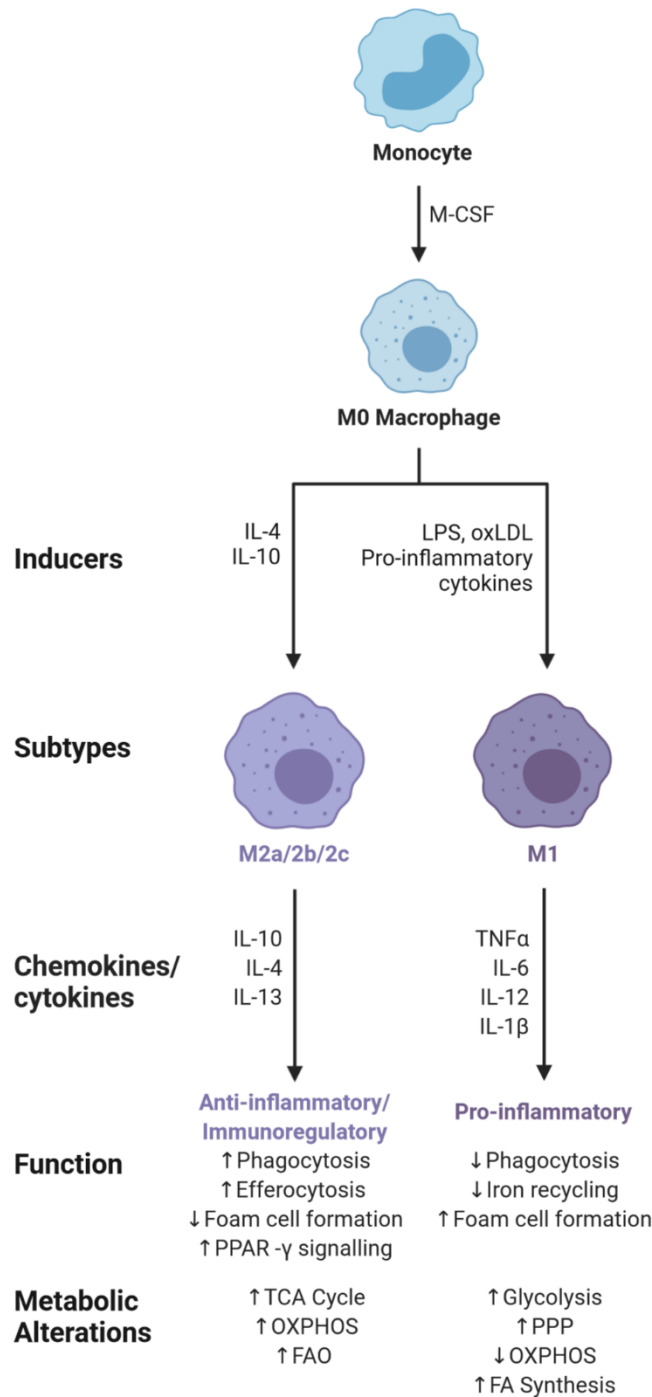 Monocyte
M-CSF
M0 Macrophage
Inducers
IL-4
IL-10
LPS, oxLDL
Pro-inflammatory
cytokines
Subtypes
M2a/2b/2c
M1
Chemokines/
cytokines
IL-10
IL-4
IL-13
TNFα
IL-6
IL-12
IL-1β
Function
Anti-inflammatory/
Immunoregulatory
↑Phagocytosis
↑Efferocytosis
↓Foam cell formation
↑PPAR -γ signalling
Pro-inflammatory
↓Phagocytosis
↓Iron recycling
↑Foam cell formation
Metabolic
Alterations
↑TCA Cycle
↑OXPHOS
↑FAO
↑Glycolysis
↑PPP
↓OXPHOS
↑FA Synthesis